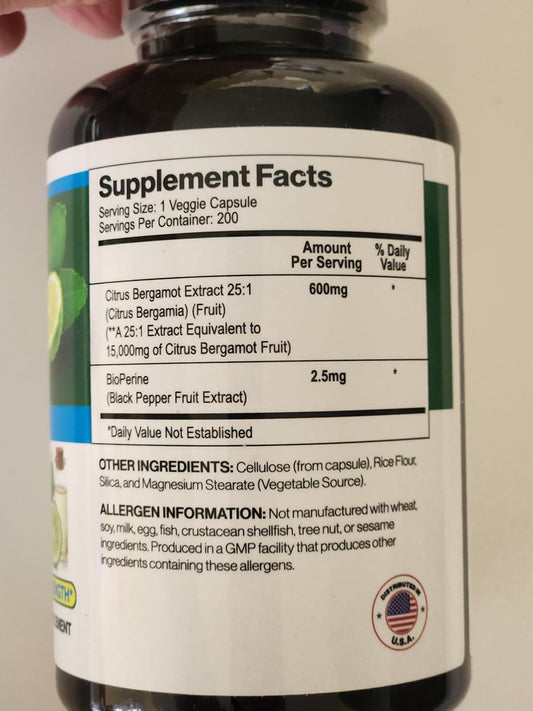 Supplement Facts
Serving Size: 1 Veggie Capsule
Servings Per Container: 200
Amount Per Serving
% Daily Value
Citrus Bergamot Extract 25:1
600mg
*
(Citrus Bergamia) (Fruit)
(**A 25:1 Extract Equivalent to
15,000mg of Citrus Bergamot Fruit)
BioPerine
2.5mg
*
(Black Pepper Fruit Extract)
*Daily Value Not Established
OTHER INGREDIENTS: Cellulose (from capsule), Rice Flour,
Silica, and Magnesium Stearate (Vegetable Source).
ALLERGEN INFORMATION: Not manufactured with wheat,
soy, milk, egg, fish, crustacean shellfish, tree nut, or sesame
ingredients. Produced in a GMP facility that produces other
ingredients containing these allergens.
DISTRIBUTED IN
U.S.A.